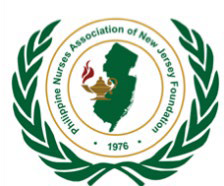 Philippine Nurses Association of New Jersey Foundation
• 1976 •